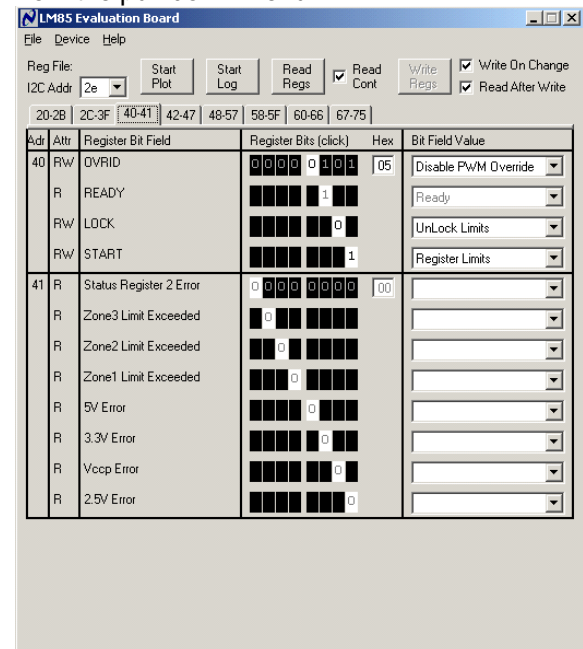 LM85 Evaluation Board
File Device Help
Reg File:
I2C Addr 2e
Start Plot
Start Log
Read Regs
Read Cont
Write Regs
Write On Change
Read After Write
20-2B 2C-3F 40-41 42-47 48-57 58-5F 60-66 67-75
Adr Attr Register Bit Field Register Bits (click) Hex Bit Field Value
40 RW OVRID 0 0 0 0 0 1 0 1 05 Disable PWM Override
R READY 1 Ready
RW LOCK 0 UnLock Limits
RW START 1 Register Limits
41 R Status Register 2 Error 0 0 0 0 0 0 0 0 00
R Zone3 Limit Exceeded 0
R Zone2 Limit Exceeded 0
R Zone1 Limit Exceeded 0
R 5V Error 0
R 3.3V Error 0
R Vccp Error 0
R 2.5V Error 0